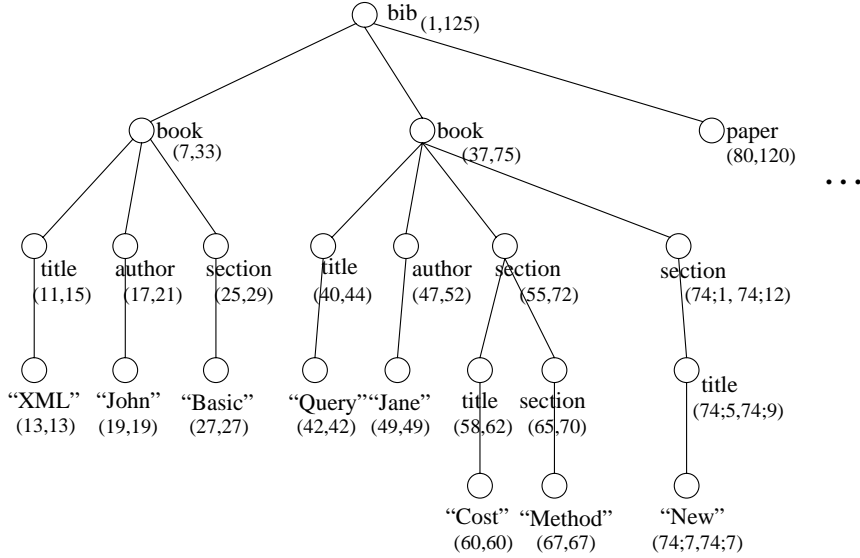 bib
(1,125)
book
(7,33)
book
(37,75)
paper
(80,120)
...
title
(11,15)
author
(17,21)
section
(25,29)
title
(40,44)
author
(47,52)
section
(55,72)
section
(74;1, 74;12)
“XML”
(13,13)
“John”
(19,19)
“Basic”
(27,27)
“Query”
(42,42)
“Jane”
(49,49)
title
(58,62)
section
(65,70)
title
(74;5,74;9)
“Cost”
(60,60)
“Method”
(67,67)
“New”
(74;7,74;7)